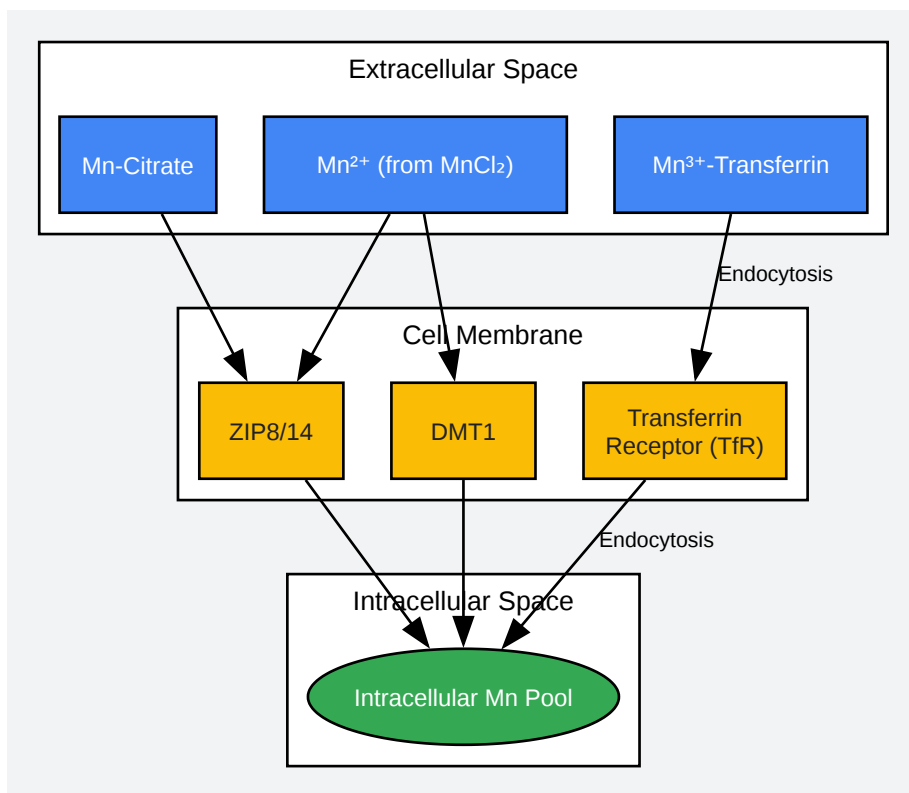 Extracellular Space
Mn-Citrate
Mn²⁺ (from MnCl₂)
Mn³⁺-Transferrin
Endocytosis
Cell Membrane
ZIP8/14
DMT1
Transferrin
Receptor (TfR)
Endocytosis
Intracellular Space
Intracellular Mn Pool